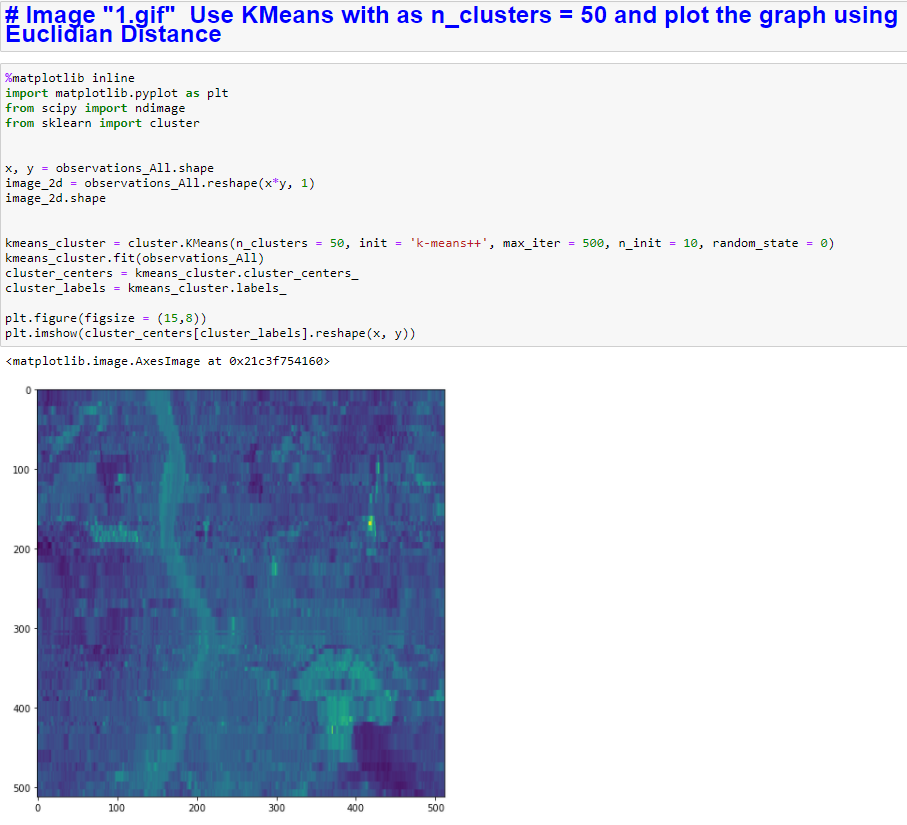 # Image "1.gif"  Use KMeans with as n_clusters = 50 and plot the graph using
Euclidian Distance
%matplotlib inline
import matplotlib.pyplot as plt
from scipy import ndimage
from sklearn import cluster
x, y = observations_All.shape
image_2d = observations_All.reshape(x*y, 1)
image_2d.shape
kmeans_cluster = cluster.KMeans(n_clusters = 50, init = 'k-means++', max_iter = 500, n_init = 10, random_state = 0)
kmeans_cluster.fit(observations_All)
cluster_centers = kmeans_cluster.cluster_centers_
cluster_labels = kmeans_cluster.labels_
plt.figure(figsize = (15,8))
plt.imshow(cluster_centers[cluster_labels].reshape(x, y))
<matplotlib.image.AxesImage at 0x21c3f754160>
0
100
200
300
400
500
0 100 200 300 400 500